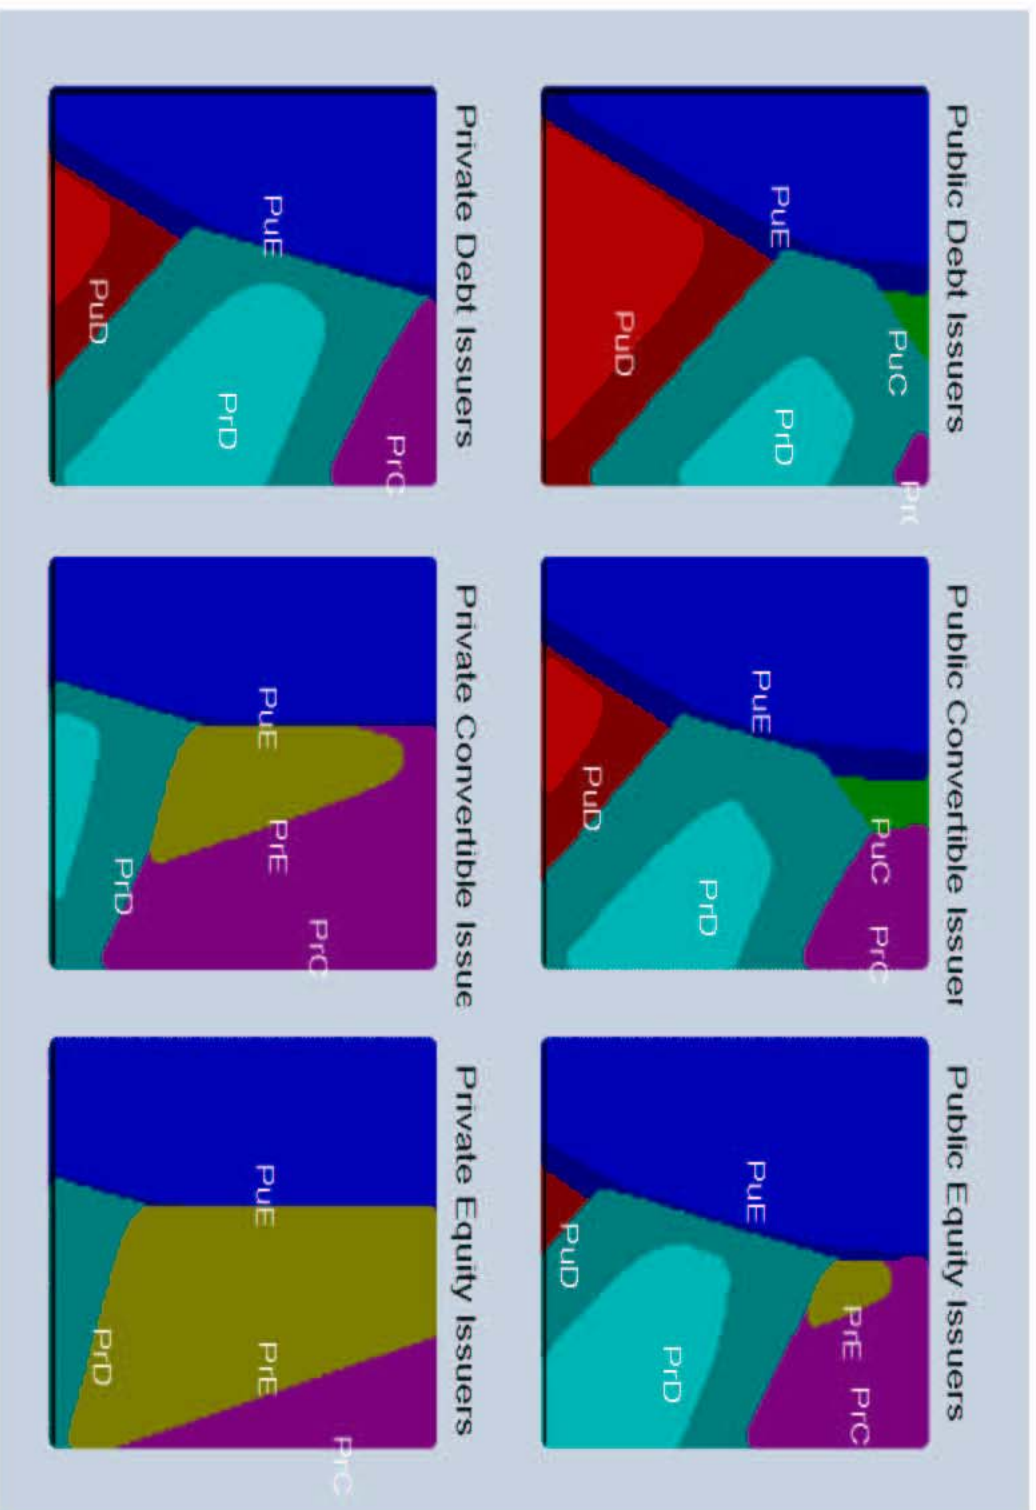 Public Debt Issuers
PuC
PrC
PuE
PrD
PuD
Public Convertible Issuer
PuC
PrC
PuE
PrD
PuD
Public Equity Issuers
PrE
PrC
PuE
PrD
PuD
Private Debt Issuers
PrC
PuE
PrD
PuD
Private Convertible Issue
PrC
PuE
PrE
PrD
Private Equity Issuers
PrC
PuE
PrE
PrD